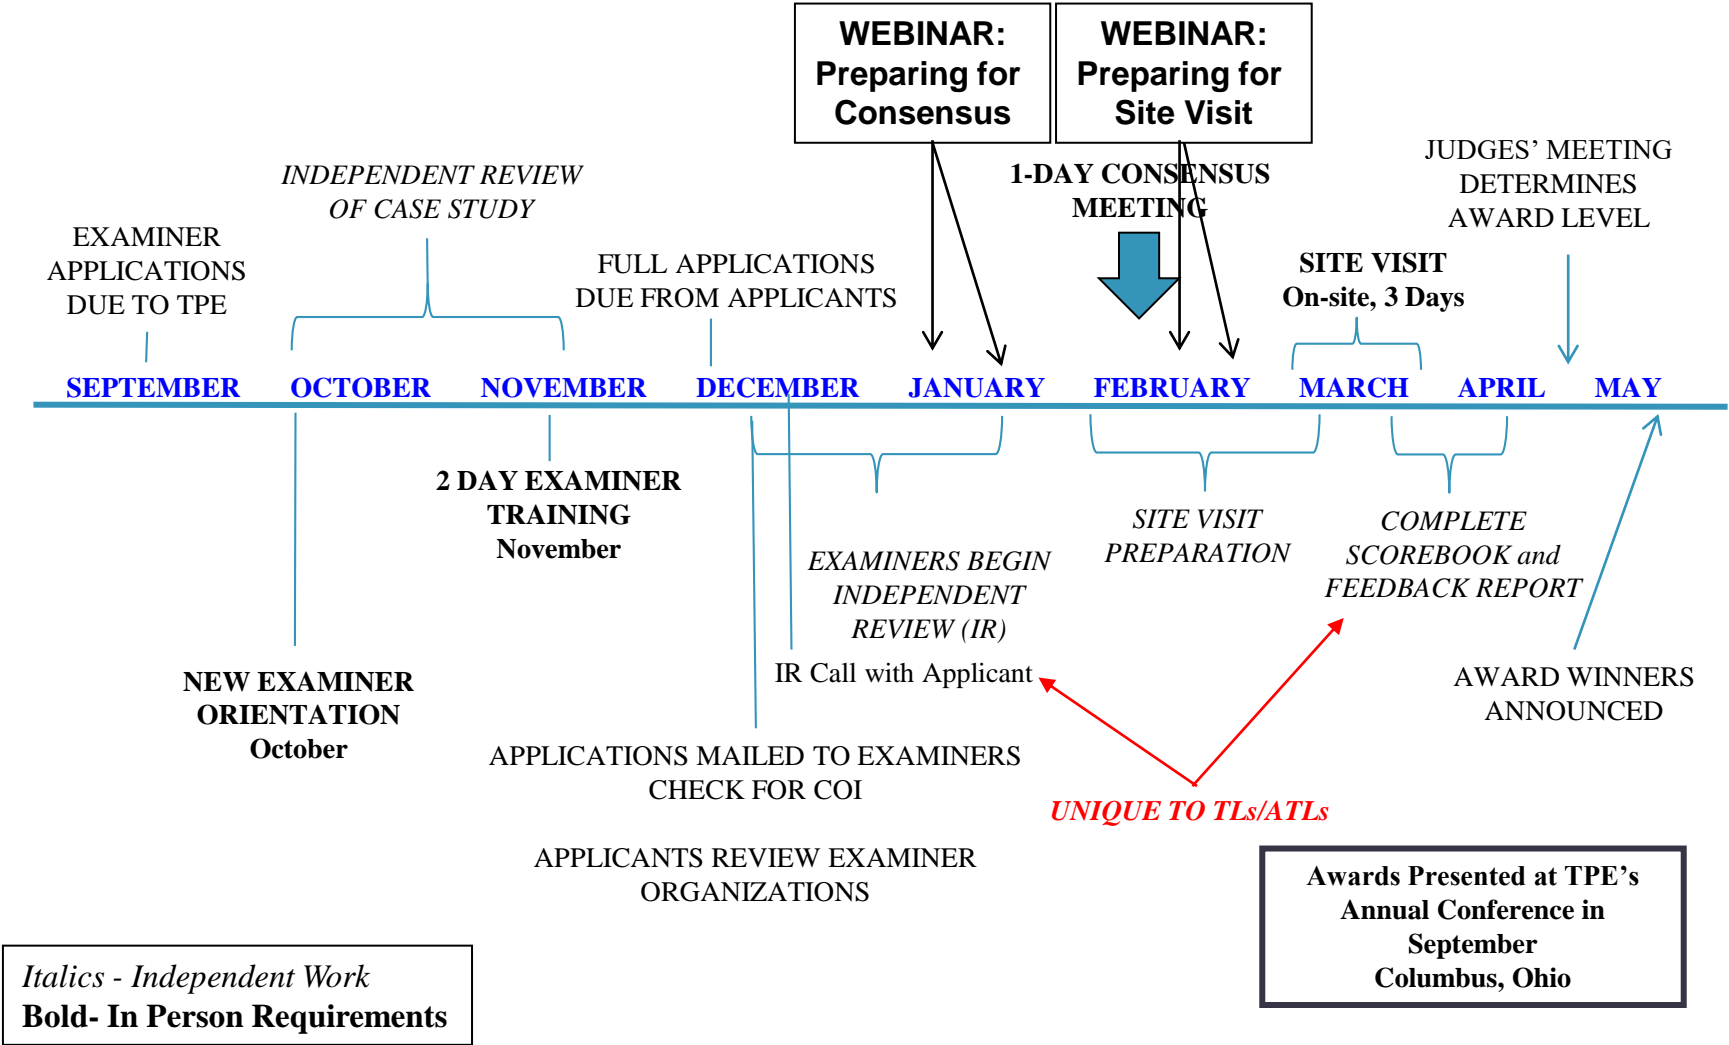 WEBINAR:
Preparing for
Consensus
WEBINAR:
Preparing for
Site Visit
INDEPENDENT REVIEW
OF CASE STUDY
1-DAY CONSENSUS
MEETING
JUDGES’ MEETING
DETERMINES
AWARD LEVEL
EXAMINER
APPLICATIONS
DUE TO TPE
FULL APPLICATIONS
DUE FROM APPLICANTS
SITE VISIT
On-site, 3 Days
SEPTEMBER
OCTOBER
NOVEMBER
DECEMBER
JANUARY
FEBRUARY
MARCH
APRIL
MAY
2 DAY EXAMINER
TRAINING
November
EXAMINERS BEGIN
INDEPENDENT
REVIEW (IR)
SITE VISIT
PREPARATION
COMPLETE
SCOREBOOK and
FEEDBACK REPORT
NEW EXAMINER
ORIENTATION
October
IR Call with Applicant
AWARD WINNERS
ANNOUNCED
APPLICATIONS MAILED TO EXAMINERS
CHECK FOR COI
UNIQUE TO TLs/ATLs
APPLICANTS REVIEW EXAMINER
ORGANIZATIONS
Awards Presented at TPE’s
Annual Conference in
September
Columbus, Ohio
Italics - Independent Work
Bold- In Person Requirements